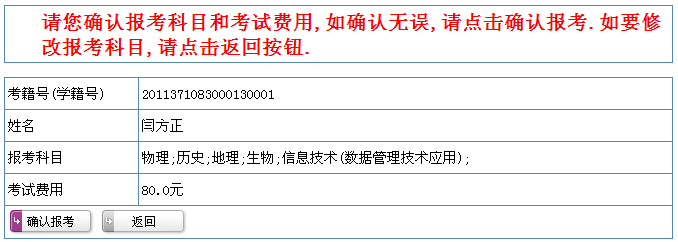 请您确认报考科目和考试费用,如确认无误,请点击确认报考.如要修
改报考科目,请点击返回按钮.
考籍号(学籍号) 2011371083000130001
姓名 闫方正
报考科目 物理;历史;地理;生物;信息技术(数据管理技术应用);
考试费用 80.0元
确认报考 返回